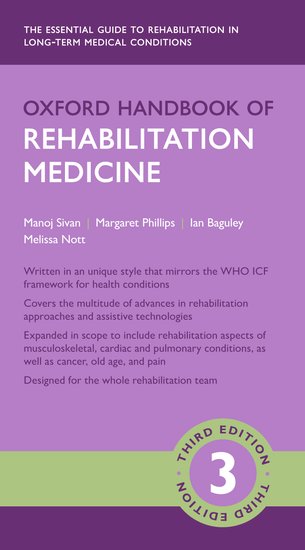 THE ESSENTIAL GUIDE TO REHABILITATION IN
LONG-TERM MEDICAL CONDITIONS
OXFORD HANDBOOK OF
REHABILITATION
MEDICINE
Manoj Sivan | Margaret Phillips | Ian Baguley
Melissa Nott
Written in an unique style that mirrors the WHO ICF
framework for health conditions
Covers the multitude of advances in rehabilitation
approaches and assistive technologies
Expanded in scope to include rehabilitation aspects of
musculoskeletal, cardiac and pulmonary conditions, as
well as cancer, old age, and pain
Designed for the whole rehabilitation team
THIRD EDITION
3
THIRD EDITION